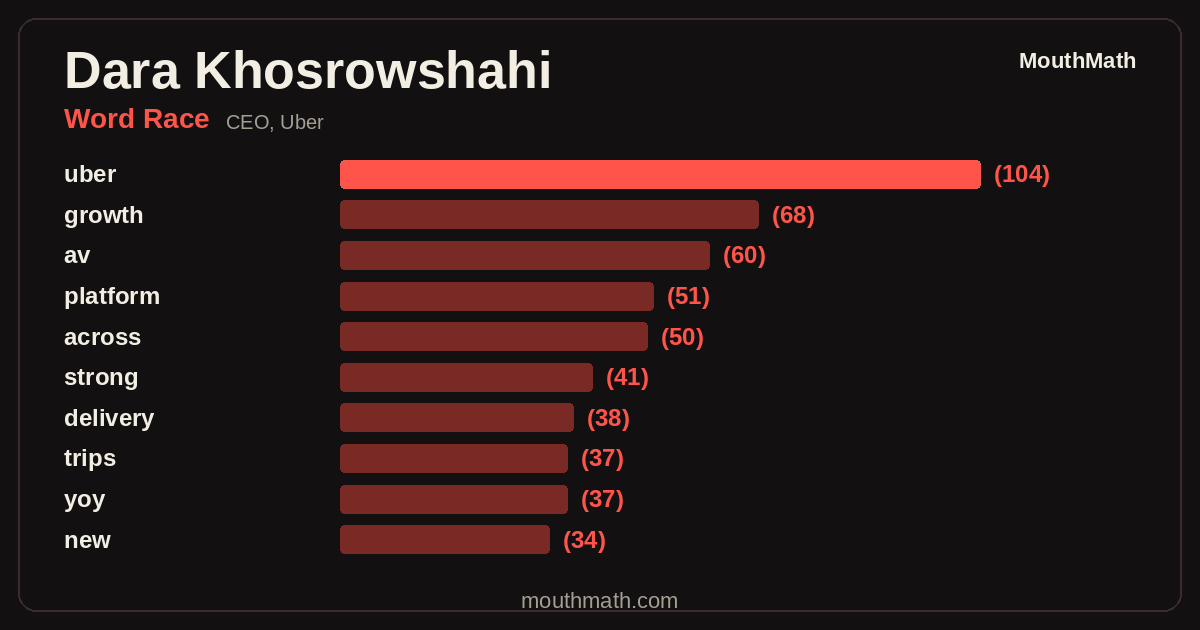 Dara Khosrowshahi
MouthMath
Word Race CEO, Uber
uber (104)
growth (68)
av (60)
platform (51)
across (50)
strong (41)
delivery (38)
trips (37)
yoy (37)
new (34)
mouthmath.com